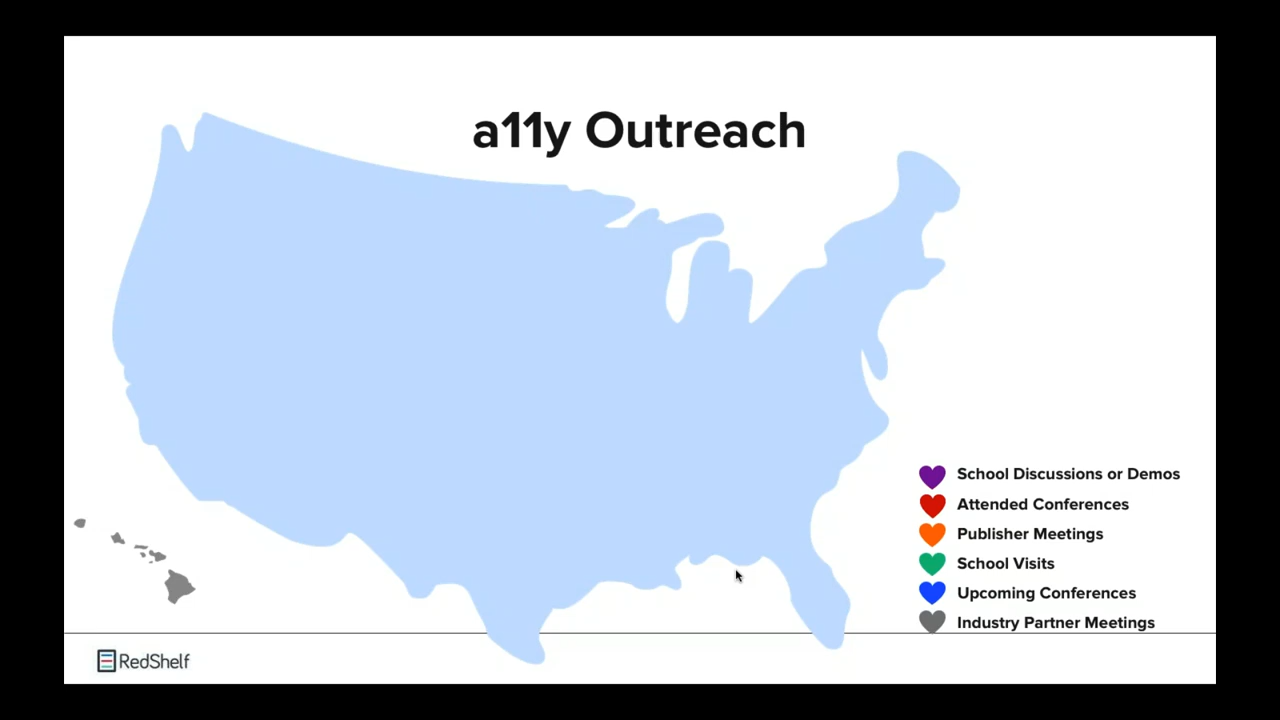 a11y Outreach
School Discussions or Demos
Attended Conferences
Publisher Meetings
School Visits
Upcoming Conferences
Industry Partner Meetings
RedShelf